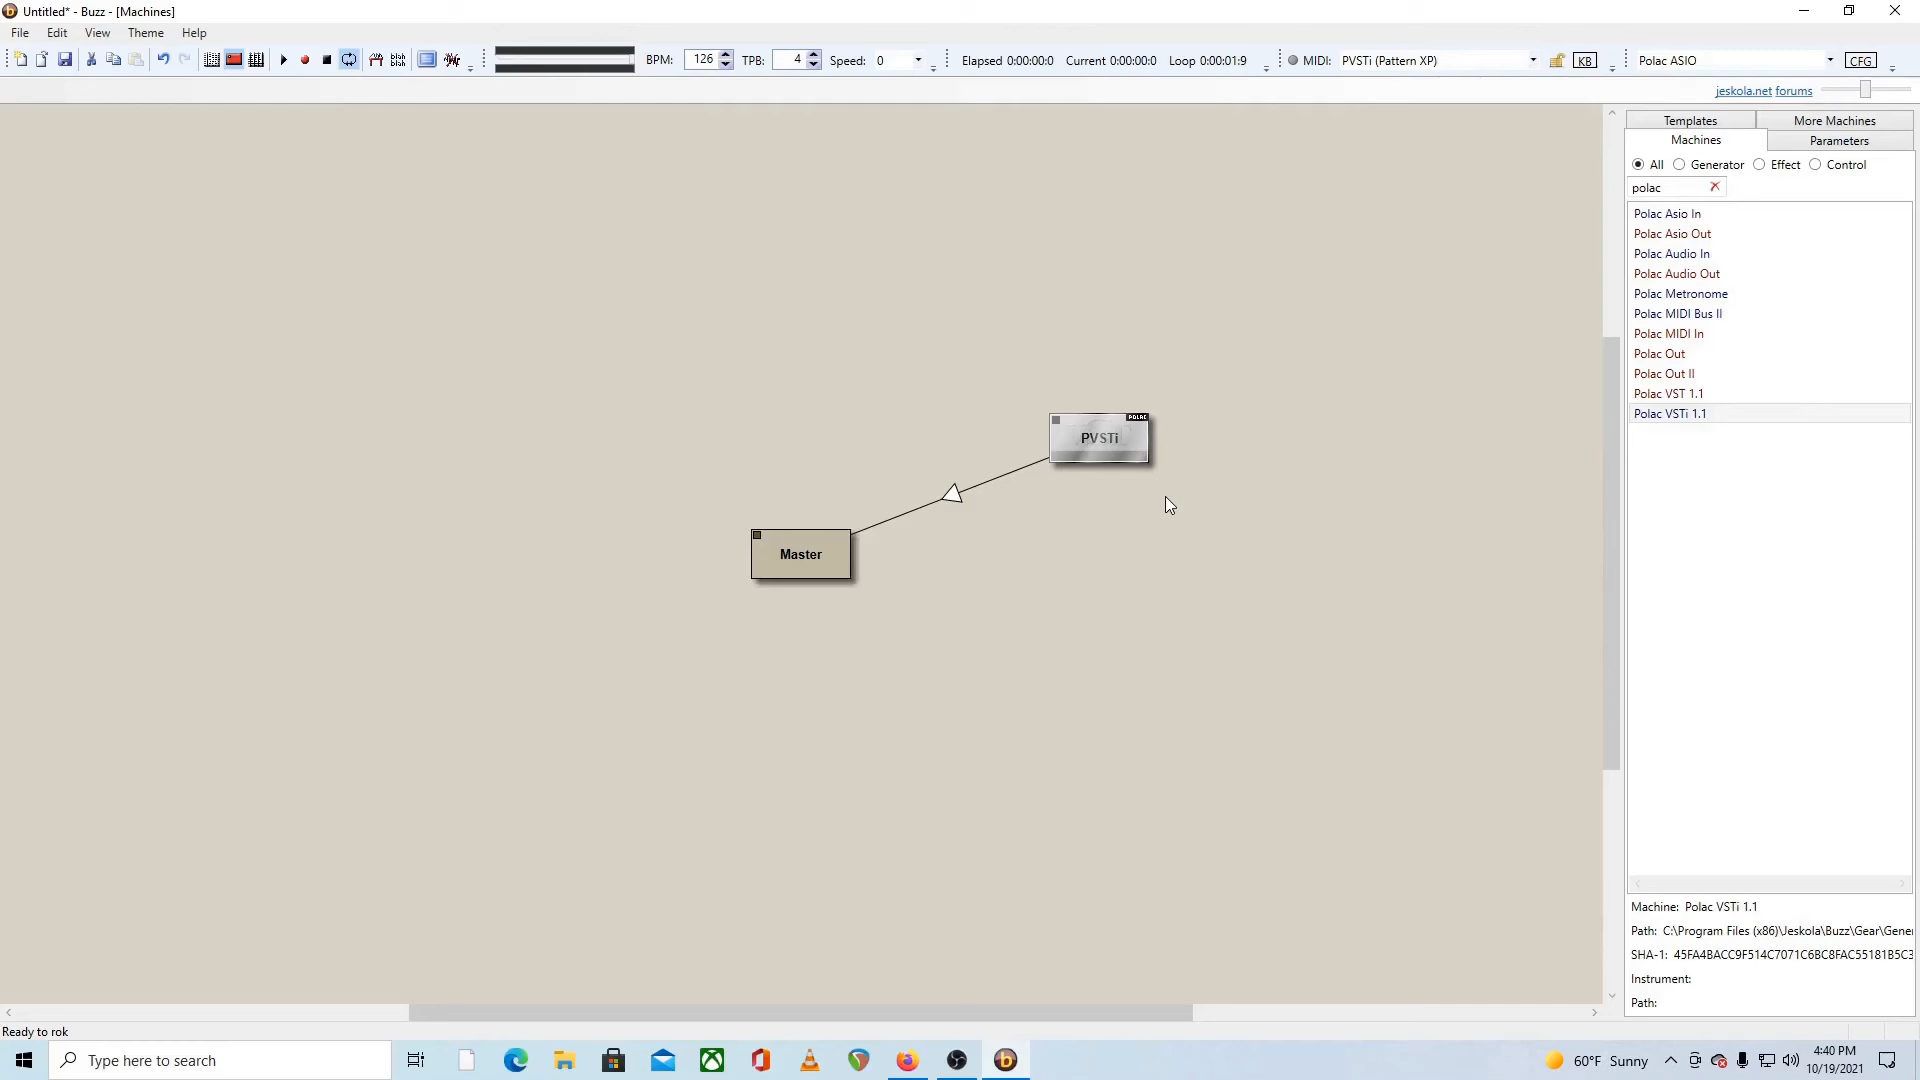 Untitled* - Buzz - [Machines]
File Edit View Theme Help
BPM: 126 TPB: 4 Speed: 0 Elapsed 0:00:00:0 Current 0:00:00:0 Loop 0:00:01:9 MIDI: PVSTi (Pattern XP) KB Polac ASIO CFG
jeskola.net forums
Templates More Machines
Machines Parameters
All Generator Effect Control
polac
Polac Asio In
Polac Asio Out
Polac Audio In
Polac Audio Out
Polac Metronome
Polac MIDI Bus II
Polac MIDI In
Polac Out
Polac Out II
Polac VST 1.1
Polac VSTi 1.1
POLAC
PVSTi
Master
Machine: Polac VSTi 1.1
Path: C:\Program Files (x86)\Jeskola\Buzz\Gear\Gener
SHA-1: 45FA4BACC9F514C7071C6BC8FAC55181B5C3
Instrument:
Path:
Ready to rok
Type here to search
60°F Sunny
4:40 PM
10/19/2021